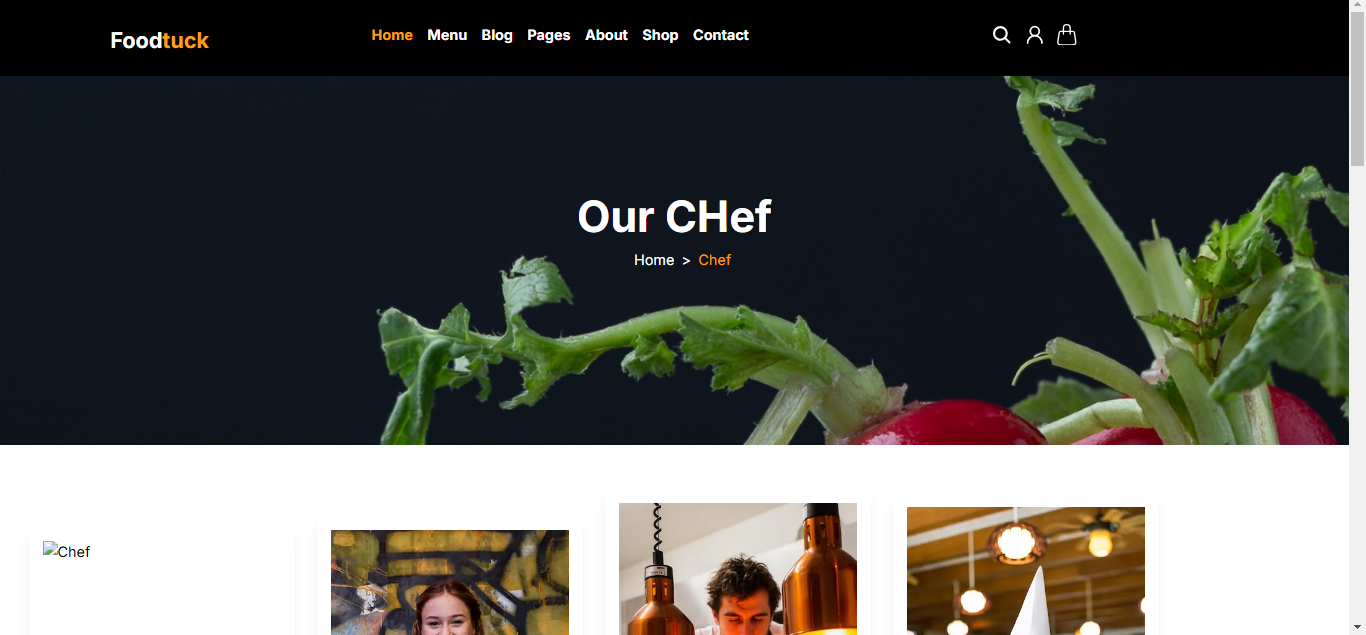 Foodtuck
Home Menu Blog Pages About Shop Contact
Our CHef
Home > Chef
Chef